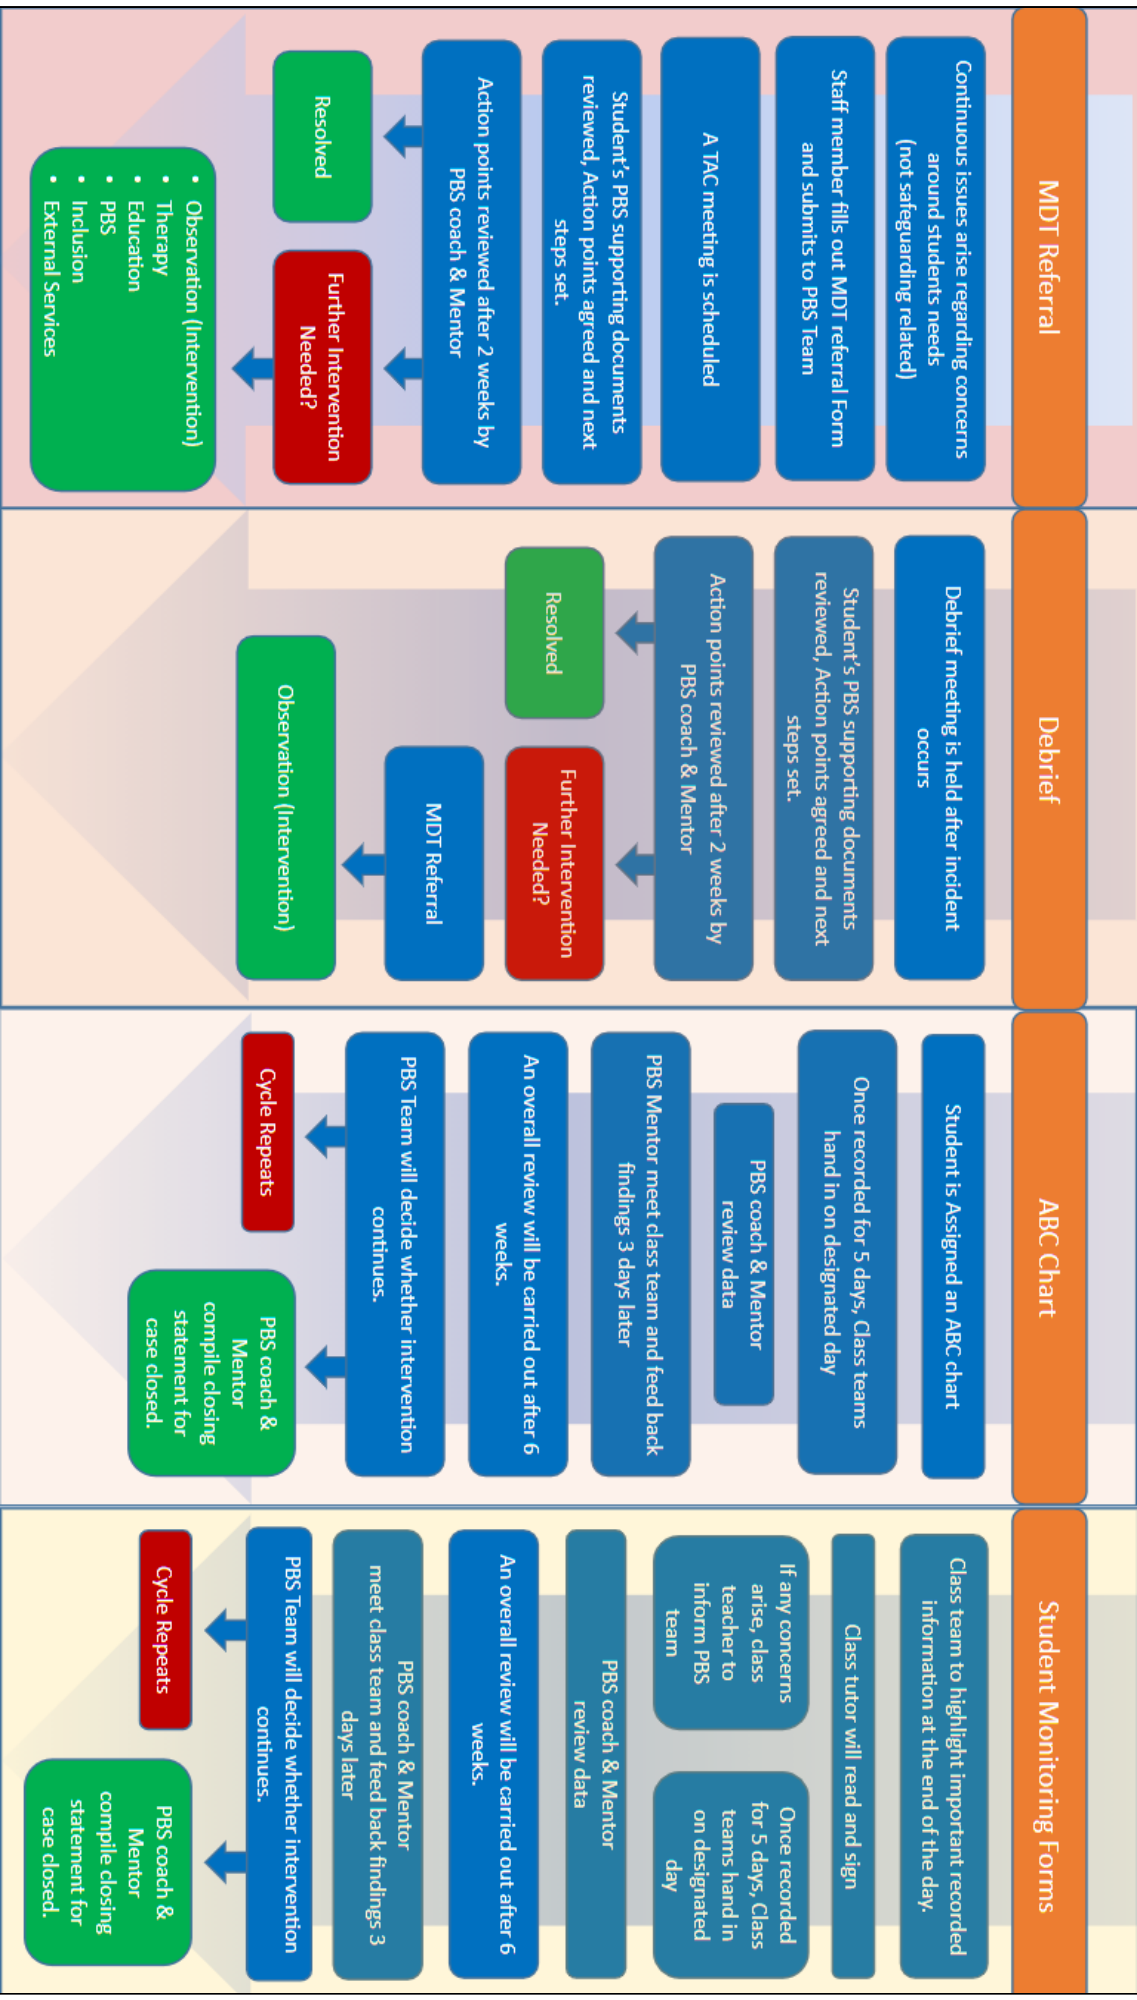 MDT Referral
Continuous issues arise regarding concerns
around students needs
(not safeguarding related)
Staff member fills out MDT referral Form
and submits to PBS Team
A TAC meeting is scheduled
Student's PBS supporting documents
reviewed, Action points agreed and next
steps set.
Action points reviewed after 2 weeks by
PBS coach & Mentor
Resolved
Further Intervention
Needed?
• Observation (Intervention)
• Therapy
• Education
• PBS
• Inclusion
• External Services
Debrief
Debrief meeting is held after incident
occurs
Student's PBS supporting documents
reviewed, Action points agreed and next
steps set.
Action points reviewed after 2 weeks by
PBS coach & Mentor
Resolved
Further Intervention
Needed?
MDT Referral
Observation (Intervention)
ABC Chart
Student is Assigned an ABC chart
Once recorded for 5 days, Class teams
hand in on designated day
PBS coach & Mentor
review data
PBS Mentor meet class team and feed back
findings 3 days later
An overall review will be carried out after 6
weeks.
PBS Team will decide whether intervention
continues.
Cycle Repeats
PBS coach &
Mentor
compile closing
statement for
case closed.
Student Monitoring Forms
Class team to highlight important recorded
information at the end of the day.
Class tutor will read and sign
If any concerns
arise, class
teacher to
inform PBS
team
Once recorded
for 5 days, Class
teams hand in
on designated
day
PBS coach & Mentor
review data
An overall review will be carried out after 6
weeks.
PBS coach & Mentor
meet class team and feed back findings 3
days later
PBS Team will decide whether intervention
continues.
Cycle Repeats
PBS coach &
Mentor
compile closing
statement for
case closed.